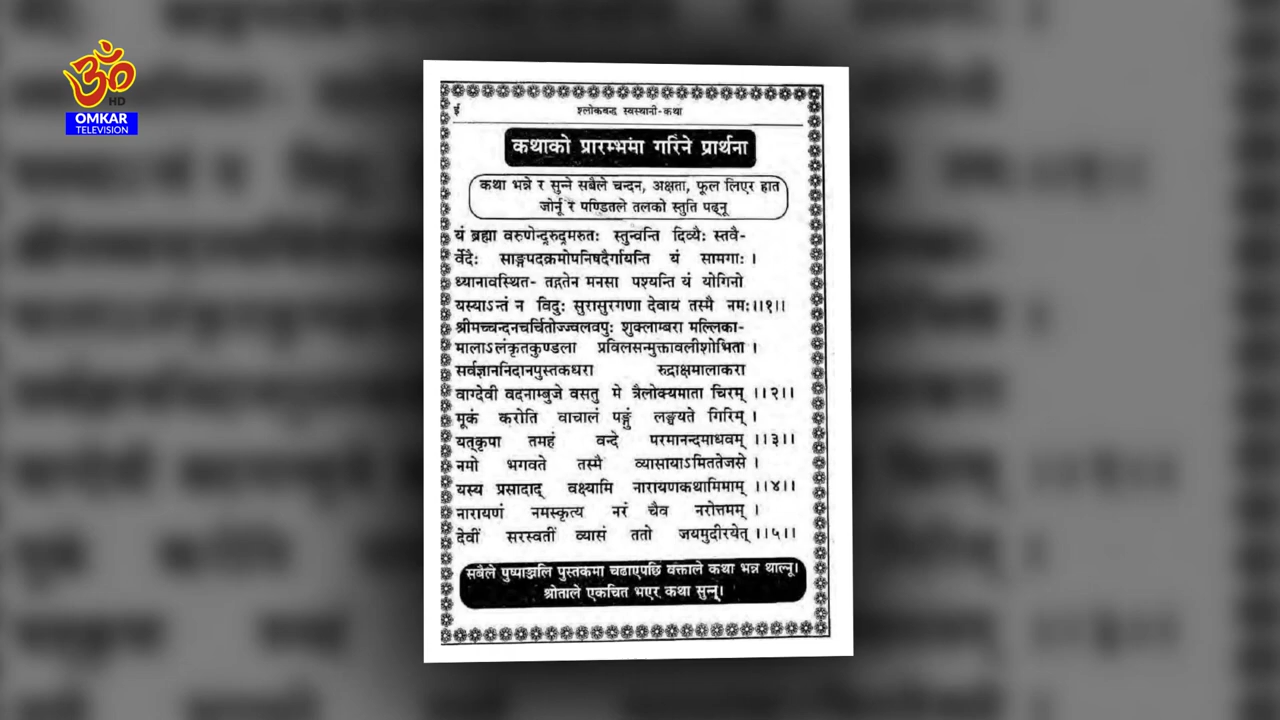 ॐ
HD
OMKAR
TELEVISION
ई
श्लोकबद्ध स्वस्थानी-कथा
कथाको प्रारम्भमा गरिने प्रार्थना
कथा भन्ने र सुन्ने सबैले चन्दन, अक्षता, फूल लिएर हात
जोर्नू र पण्डितले तलको स्तुति पढ्नू
यं ब्रह्मा वरुणेन्द्ररुद्रमरुतः स्तुन्वन्ति दिव्यैः स्तवै-
र्वेदैः साङ्गपदक्रमोपनिषदैर्गायन्ति यं सामगाः ।
ध्यानावस्थित- तद्गतेन मनसा पश्यन्ति यं योगिनो
यस्याऽन्तं न विदुः सुरासुरगणा देवाय तस्मै नमः।।१।।
श्रीमच्चन्दनचर्चितोज्ज्वलवपुः शुक्लाम्बरा मल्लिका-
मालाऽलंकृतकुण्डला प्रविलसन्मुक्तावलीशोभिता ।
सर्वज्ञाननिदानपुस्तकधरा रुद्राक्षमालाकरा
वाग्देवी वदनाम्बुजे वसतु मे त्रैलोक्यमाता चिरम् ।।२।।
मूकं करोति वाचालं पङ्गुं लङ्घयते गिरिम् ।
यत्कृपा तमहं वन्दे परमानन्दमाधवम् ।।३।।
नमो भगवते तस्मै व्यासायाऽमिततेजसे ।
यस्य प्रसादाद् वक्ष्यामि नारायणकथामिमाम् ।।४।।
नारायणं नमस्कृत्य नरं चैव नरोत्तमम् ।
देवीं सरस्वतीं व्यासं ततो जयमुदीरयेत् ।।५।।
सबैले पुष्पाञ्जलि पुस्तकमा चढाएपछि वक्ताले कथा भन्न थाल्नू।
श्रोताले एकचित भएर कथा सुन्नू।